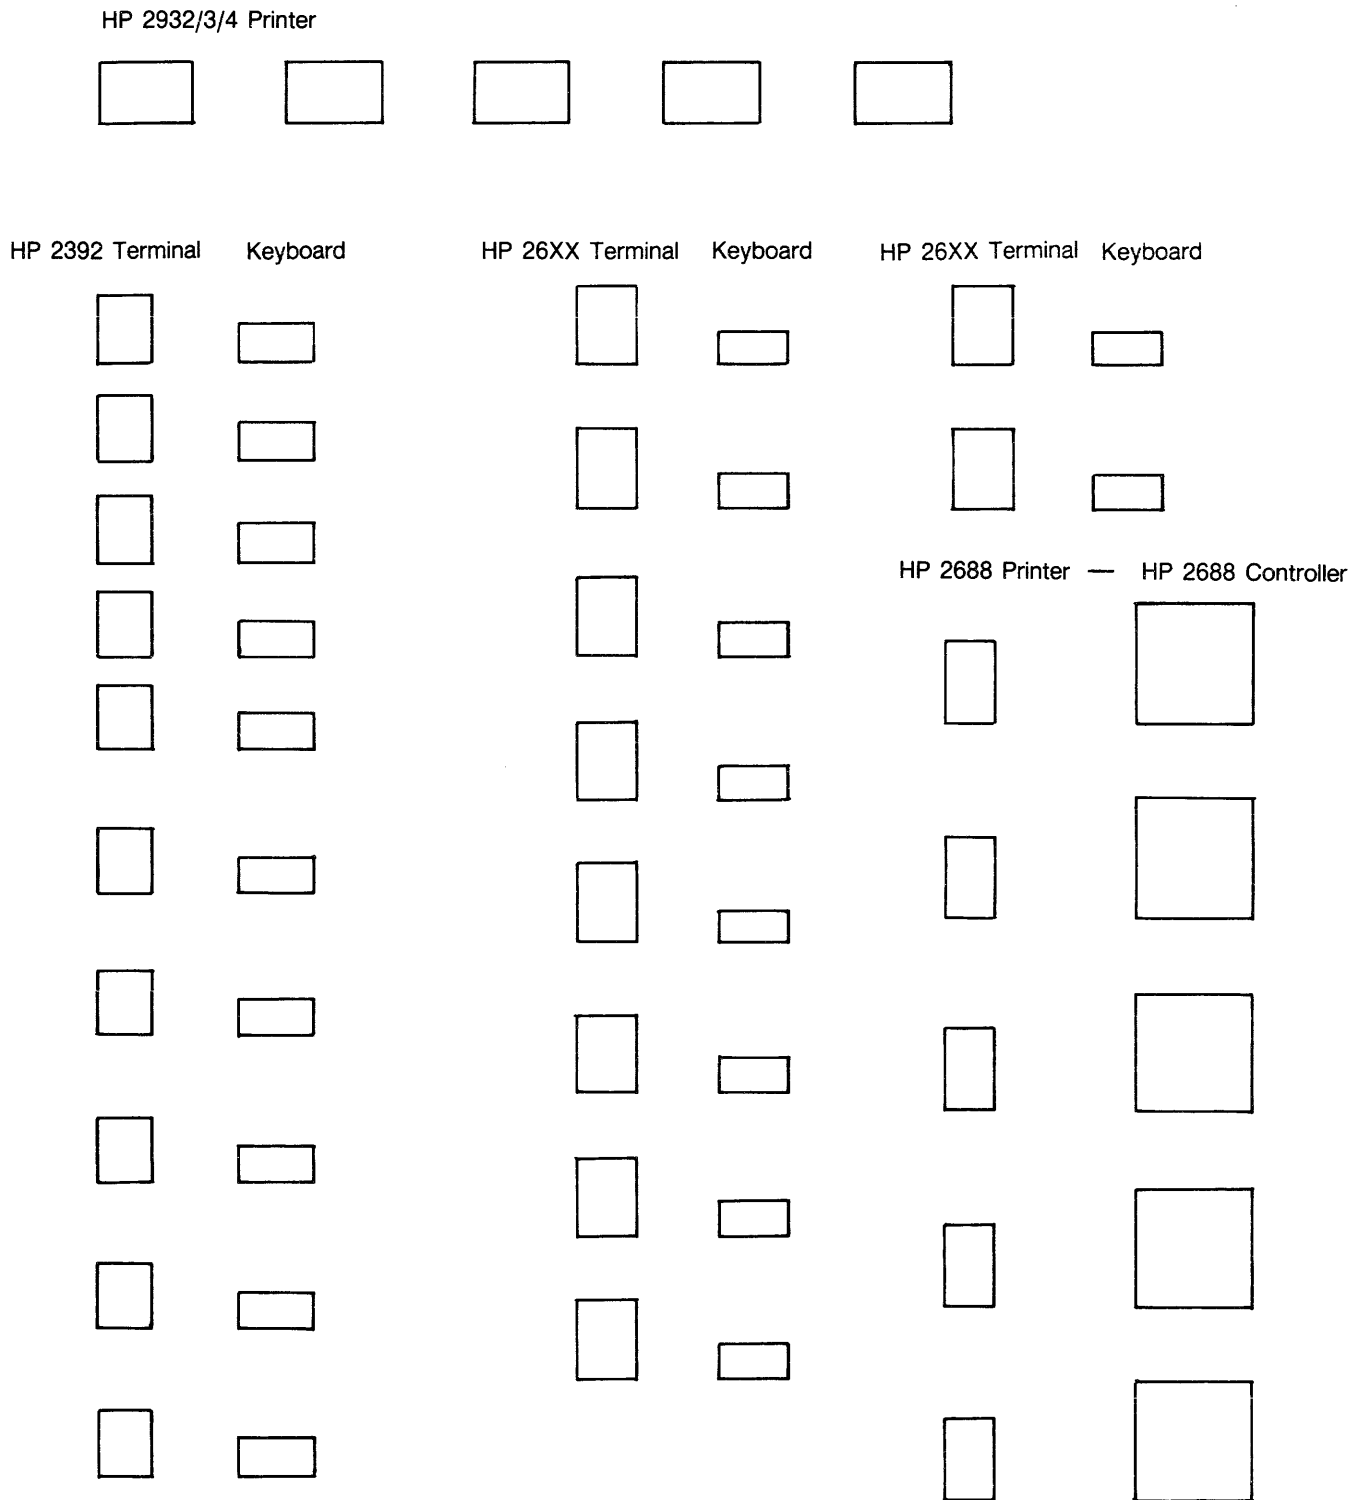 HP 2932/3/4 Printer
HP 2392 Terminal Keyboard HP 26XX Terminal Keyboard HP 26XX Terminal Keyboard
HP 2688 Printer — HP 2688 Controller